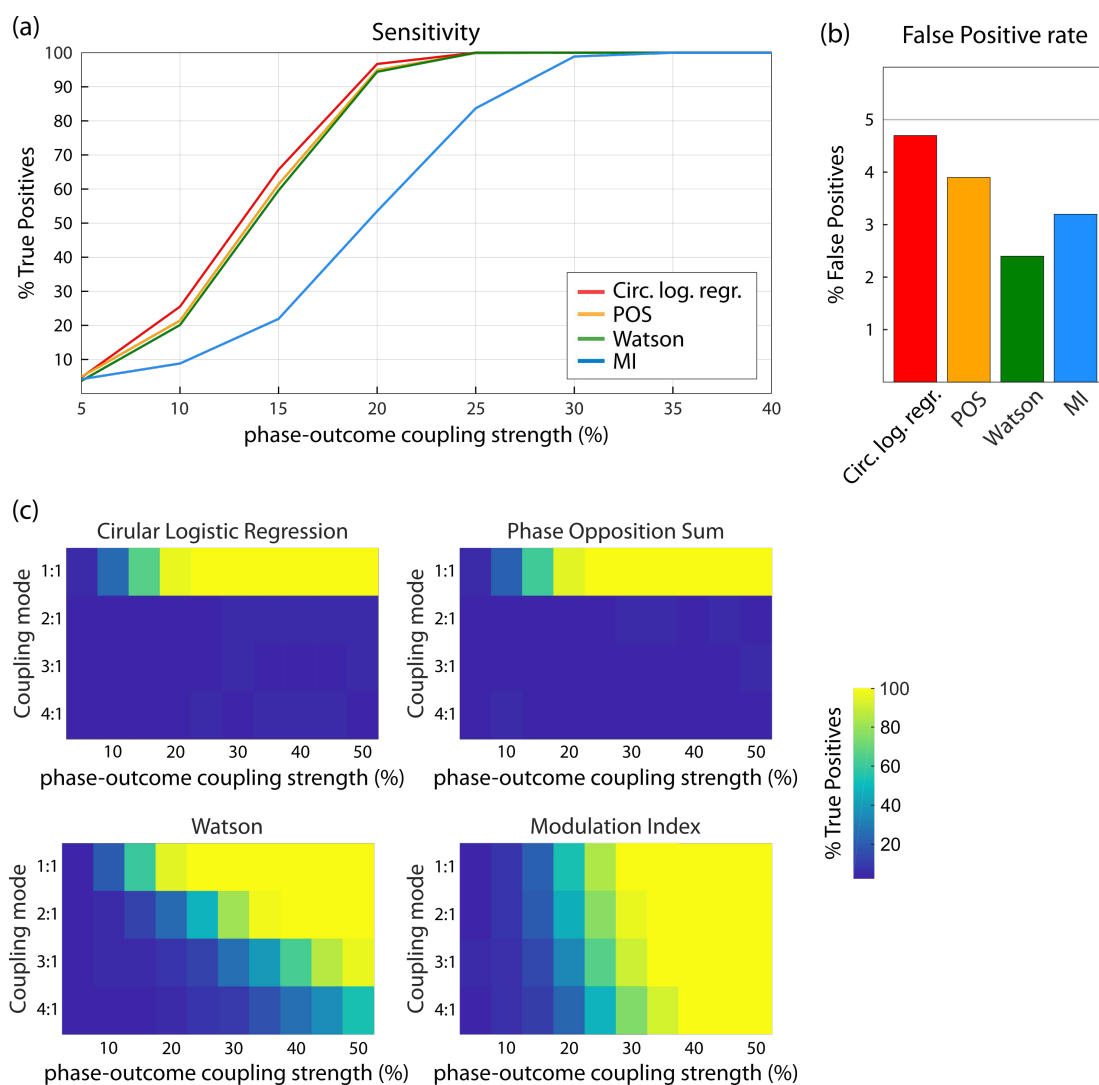 (a)
Sensitivity
% True Positives
100
90
80
70
60
50
40
30
20
10
5 10 15 20 25 30 35 40
phase-outcome coupling strength (%)
Circ. log. regr.
POS
Watson
MI
(b)
False Positive rate
% False Positives
5
4
3
2
1
Circ. log. regr.
POS
Watson
MI
(c)
Cirular Logistic Regression
Coupling mode
1:1
2:1
3:1
4:1
10 20 30 40 50
phase-outcome coupling strength (%)
Phase Opposition Sum
Coupling mode
1:1
2:1
3:1
4:1
10 20 30 40 50
phase-outcome coupling strength (%)
% True Positives
100
80
60
40
20
Watson
Coupling mode
1:1
2:1
3:1
4:1
10 20 30 40 50
phase-outcome coupling strength (%)
Modulation Index
Coupling mode
1:1
2:1
3:1
4:1
10 20 30 40 50
phase-outcome coupling strength (%)